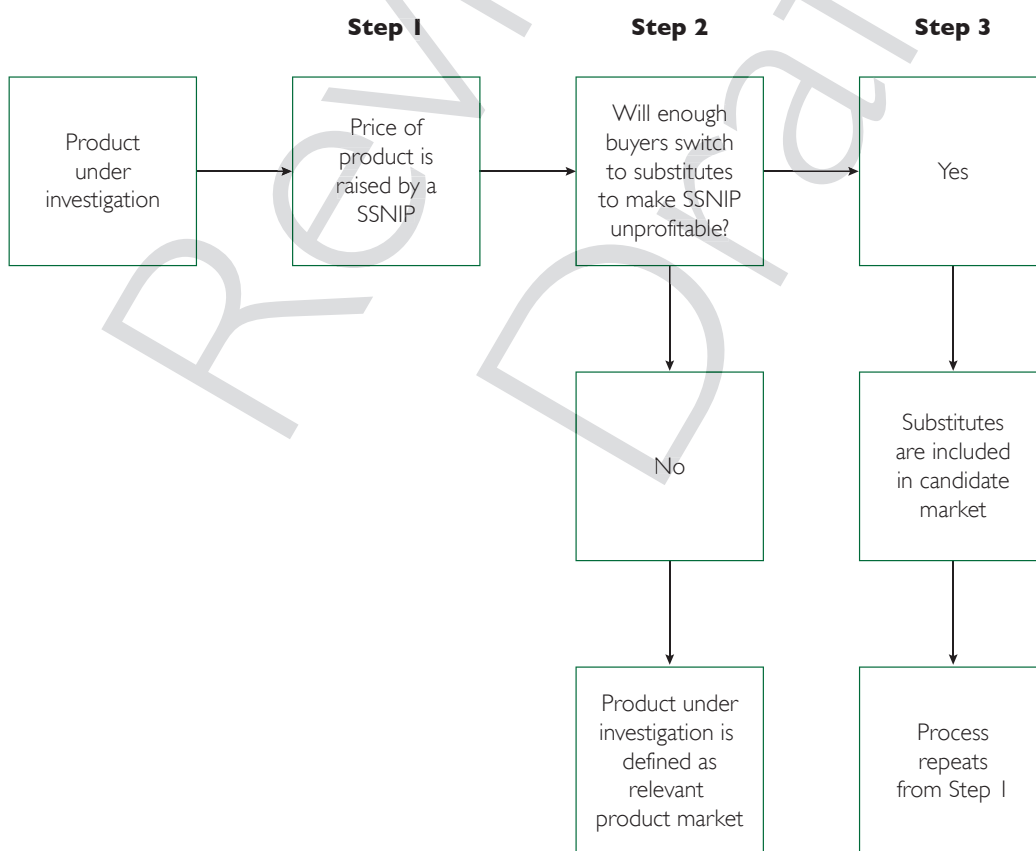 Step 1
Step 2
Step 3
Product
under
investigation
Price of
product is
raised by a
SSNIP
Will enough
buyers switch
to substitutes
to make SSNIP
unprofitable?
Yes
No
Substitutes
are included
in candidate
market
Product under
investigation is
defined as
relevant
product market
Process
repeats
from Step 1